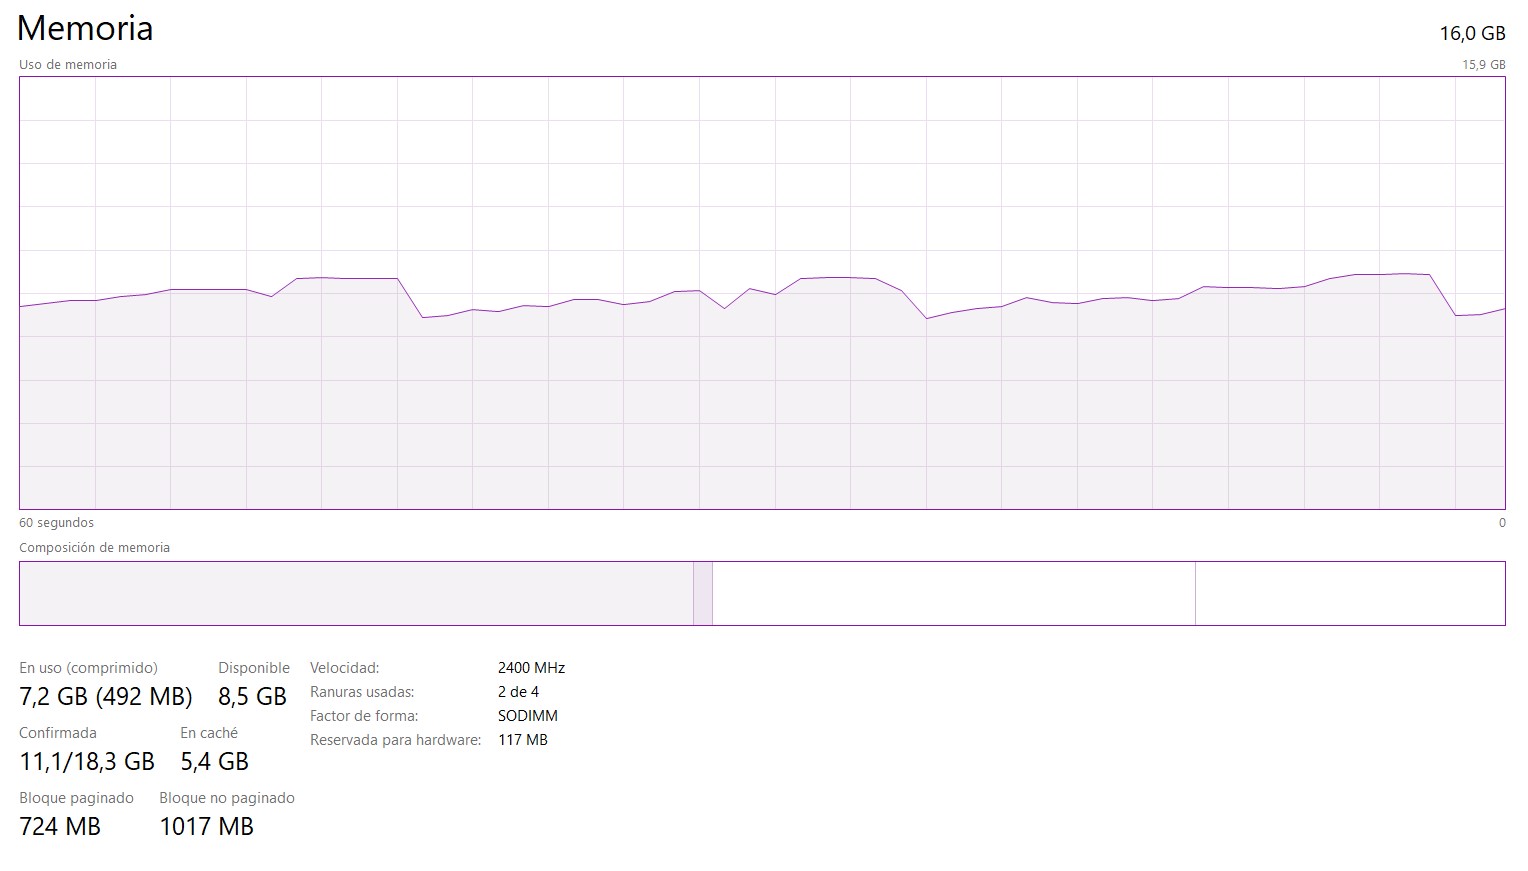 Memoria
16,0 GB
Uso de memoria
15,9 GB
60 segundos
0
Composición de memoria
En uso (comprimido)
7,2 GB (492 MB)
Disponible
8,5 GB
Confirmada
11,1/18,3 GB
En caché
5,4 GB
Bloque paginado
724 MB
Bloque no paginado
1017 MB
Velocidad: 2400 MHz
Ranuras usadas: 2 de 4
Factor de forma: SODIMM
Reservada para hardware: 117 MB